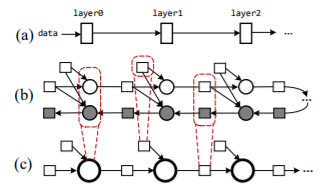 layer0 layer1 layer2
(a) data ...
(b) ...
(c) ...